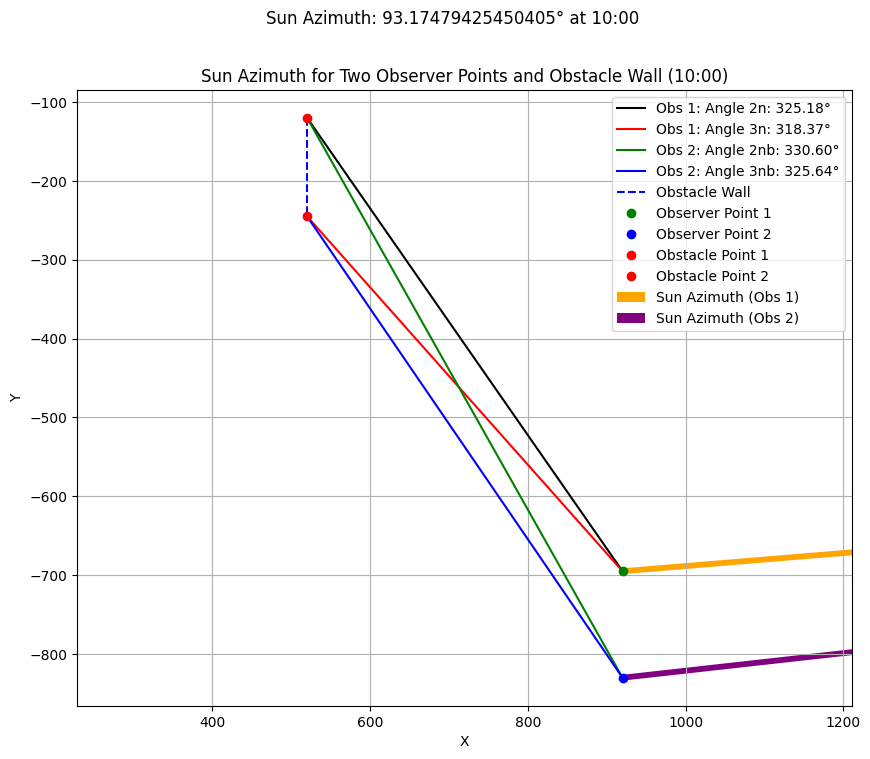 Sun Azimuth: 93.17479425450405° at 10:00
Sun Azimuth for Two Observer Points and Obstacle Wall (10:00)
Obs 1: Angle 2n: 325.18°
Obs 1: Angle 3n: 318.37°
Obs 2: Angle 2nb: 330.60°
Obs 2: Angle 3nb: 325.64°
Obstacle Wall
Observer Point 1
Observer Point 2
Obstacle Point 1
Obstacle Point 2
Sun Azimuth (Obs 1)
Sun Azimuth (Obs 2)
Y
−100
−200
−300
−400
−500
−600
−700
−800
400
600
800
1000
1200
X